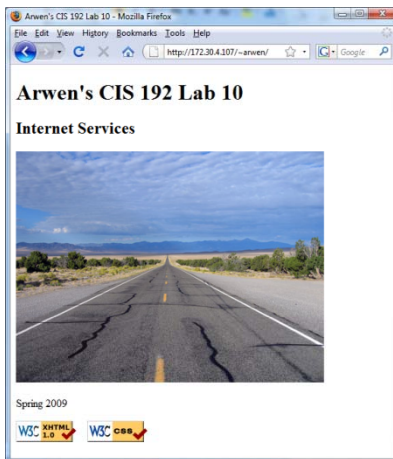 Arwen's CIS 192 Lab 10 - Mozilla Firefox
File Edit View History Bookmarks Tools Help
http://172.30.4.107/~arwen/ G Google
Arwen's CIS 192 Lab 10
Internet Services
Spring 2009
W3C XHTML 1.0 W3C CSS